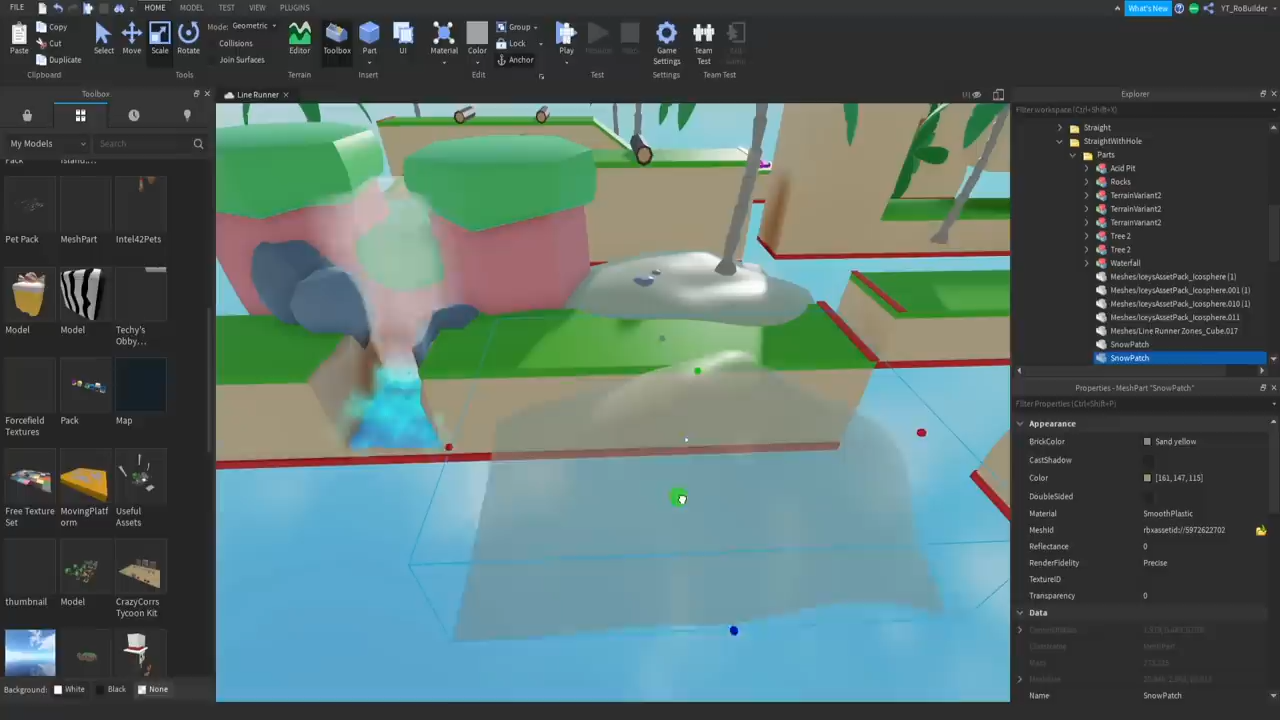 FILE
HOME
MODEL
TEST
VIEW
PLUGINS
What's New
YT_RoBuilder
Paste
Copy
Cut
Duplicate
Clipboard
Select
Move
Scale
Rotate
Mode: Geometric
Collisions
Join Surfaces
Tools
Editor
Terrain
Toolbox
Part
UI
Insert
Material
Color
Group
Lock
Anchor
Edit
Play
Test
Game
Settings
Settings
Team
Test
Team Test
Toolbox
Line Runner
My Models
Search
Pack
Island...
Pet Pack
MeshPart
Intel42Pets
Model
Model
Techy's
Obby...
Forcefield
Textures
Pack
Map
Free Texture
Set
MovingPlatf
orm
Useful
Assets
thumbnail
Model
CrazyCorrs
Tycoon Kit
Background:
White
Black
None
Explorer
Filter workspace (Ctrl+Shift+X)
Straight
StraightWithHole
Parts
Acid Pit
Rocks
TerrainVariant2
TerrainVariant2
TerrainVariant2
Tree 2
Tree 2
Waterfall
Meshes/IceysAssetPack_Icosphere (1)
Meshes/IceysAssetPack_Icosphere.001 (1)
Meshes/IceysAssetPack_Icosphere.010 (1)
Meshes/IceysAssetPack_Icosphere.011
Meshes/Line Runner Zones_Cube.017
SnowPatch
SnowPatch
Properties - MeshPart "SnowPatch"
Filter Properties (Ctrl+Shift+P)
Appearance
BrickColor Sand yellow
CastShadow
Color [161, 147, 115]
DoubleSided
Material SmoothPlastic
MeshId rbxassetid://5972622702
Reflectance 0
RenderFidelity Precise
TextureID
Transparency 0
Data
Name SnowPatch